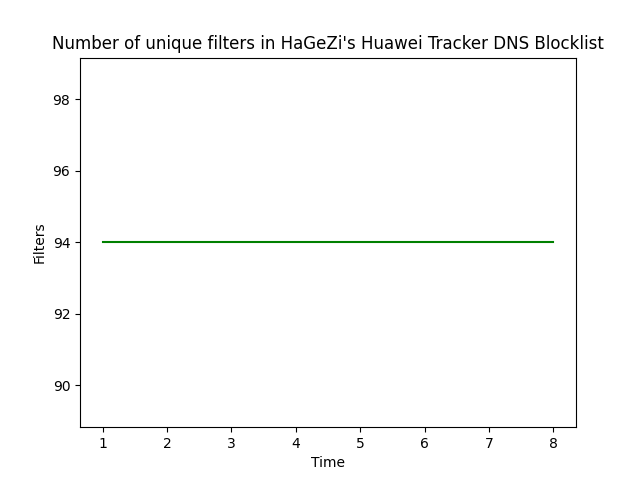 Number of unique filters in HaGeZi's Huawei Tracker DNS Blocklist
98
96
94
92
90
Filters
1 2 3 4 5 6 7 8
Time